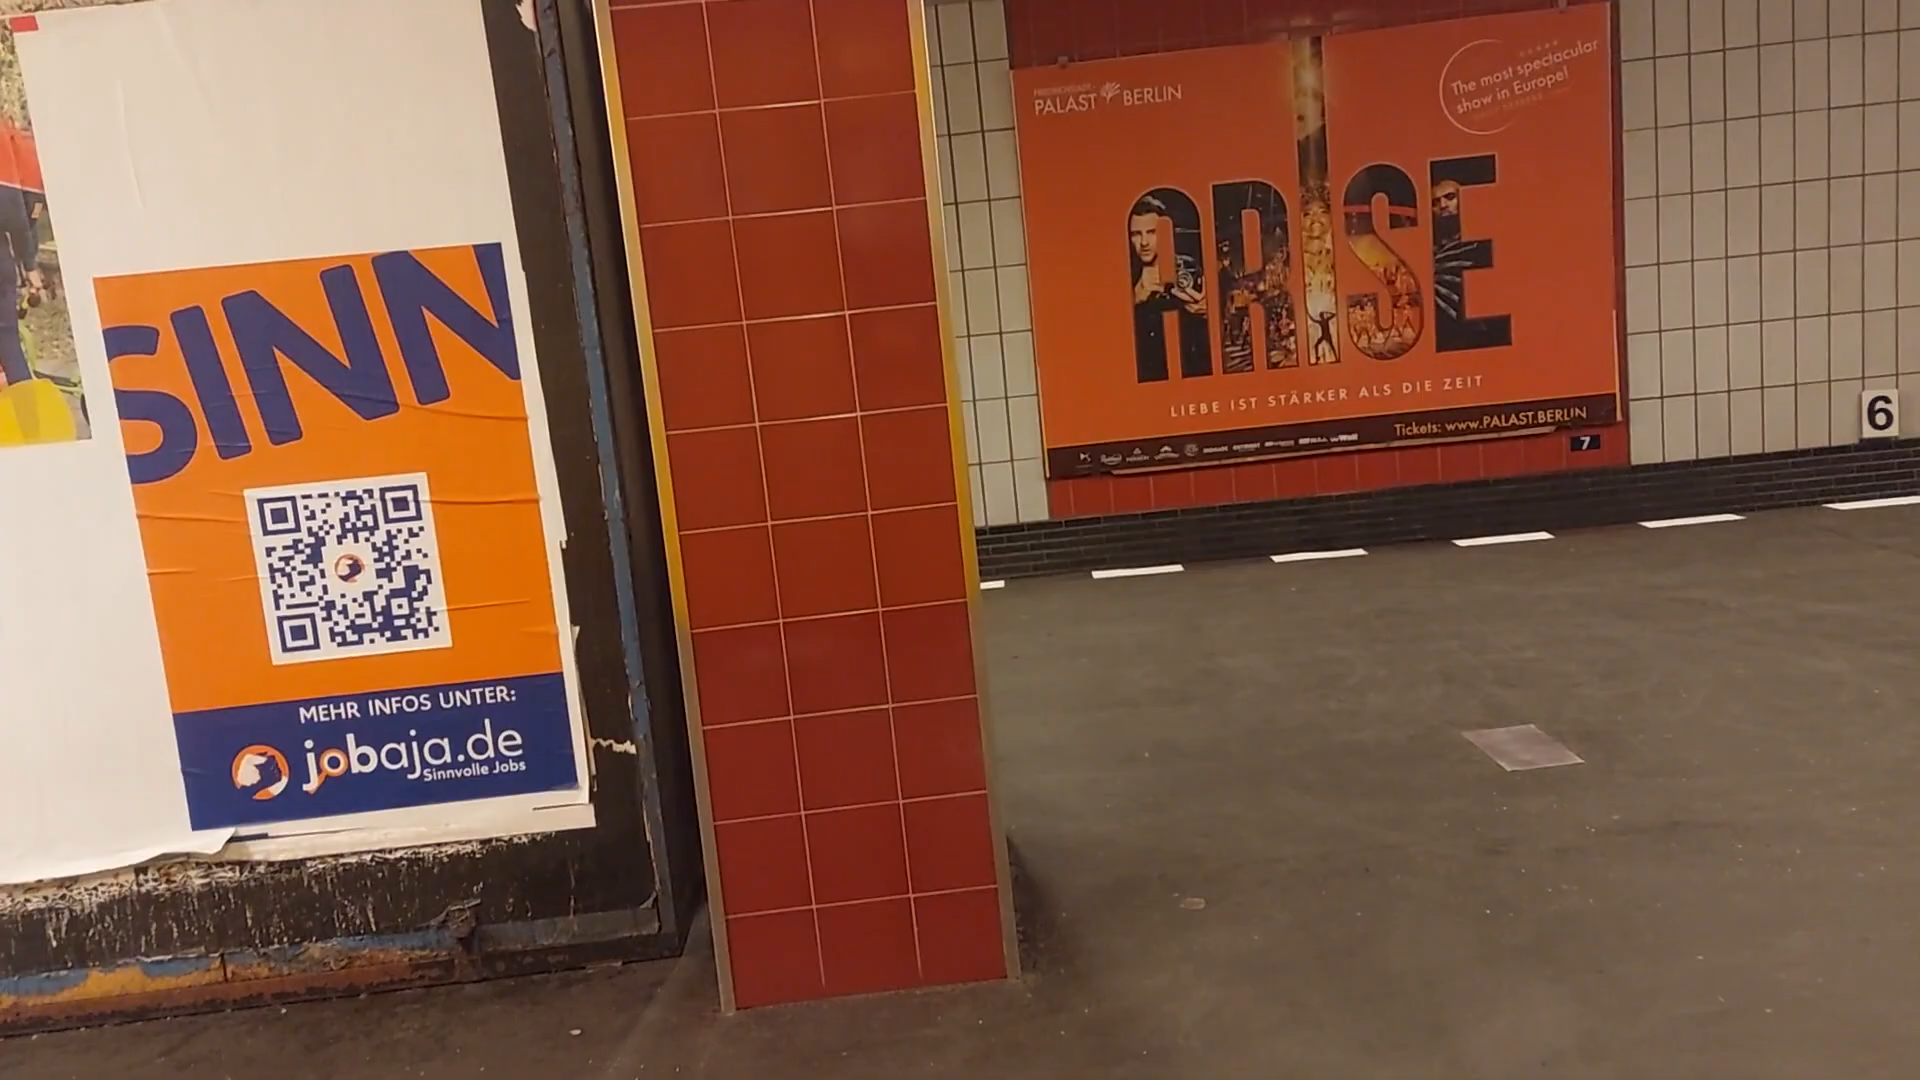 SINN
MEHR INFOS UNTER:
jobaja.de
Sinnvolle Jobs
FRIEDRICHSTADT-
PALAST BERLIN
The most spectacular
show in Europe!
ARISE
LIEBE IST STÄRKER ALS DIE ZEIT
Tickets: www.PALAST.BERLIN
7
6